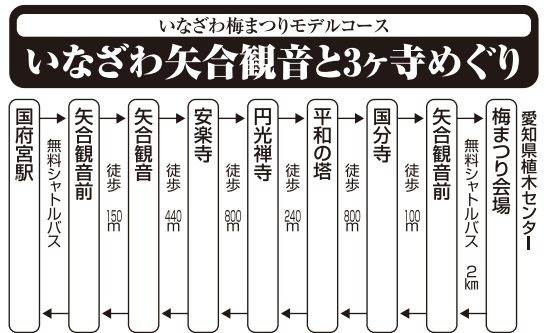 いなざわ梅まつりモデルコース
いなざわ矢合観音と3ヶ寺めぐり
国府宮駅
無料シャトルバス
矢合観音前
徒歩 150m
矢合観音
徒歩 440m
安楽寺
徒歩 800m
円光禅寺
徒歩 240m
平和の塔
徒歩 800m
国分寺
徒歩 100m
矢合観音前
無料シャトルバス 2km
梅まつり会場
愛知県植木センター